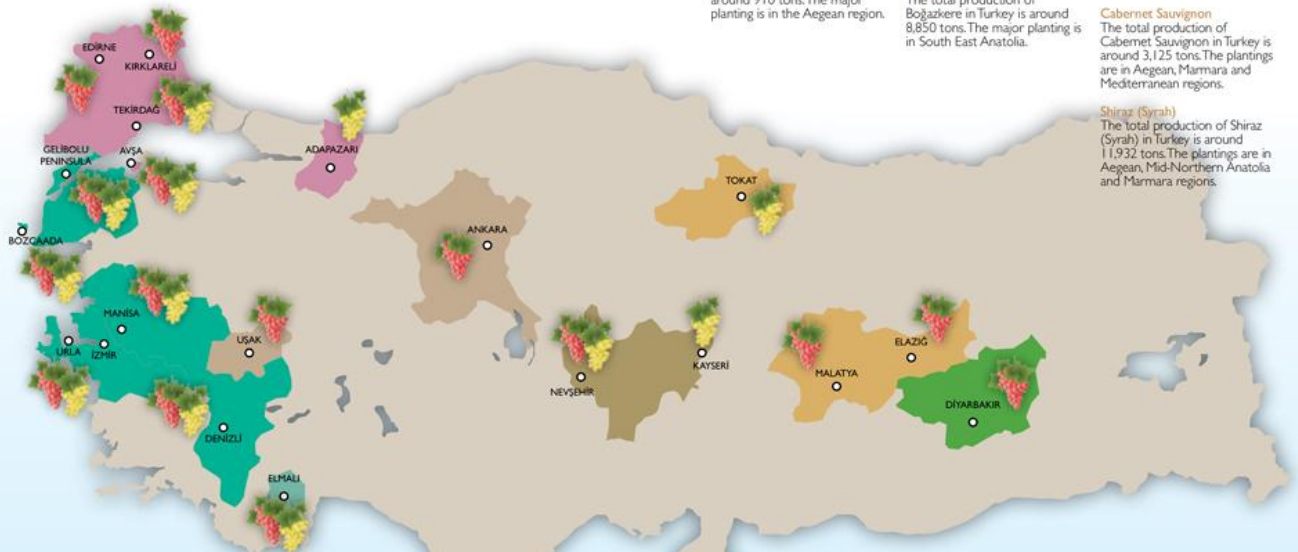 around 910 tons. The major
planting is in the Aegean region.
The total production of
Boğazkere in Turkey is around
8,850 tons. The major planting is
in South East Anatolia.
Cabernet Sauvignon
The total production of
Cabernet Sauvignon in Turkey is
around 3,125 tons. The plantings
are in Aegean, Marmara and
Mediterranean regions.
Shiraz (Syrah)
The total production of Shiraz
(Syrah) in Turkey is around
11,932 tons. The plantings are in
Aegean, Mid-Northern Anatolia
and Marmara regions.
EDİRNE
KIRKLARELİ
TEKİRDAĞ
GELİBOLU
PENINSULA
AVŞA
ADAPAZARI
BOZCAADA
TOKAT
ANKARA
MANİSA
URLA
İZMİR
UŞAK
NEVŞEHİR
KAYSERİ
ELAZIĞ
MALATYA
DİYARBAKIR
DENİZLİ
ELMALI